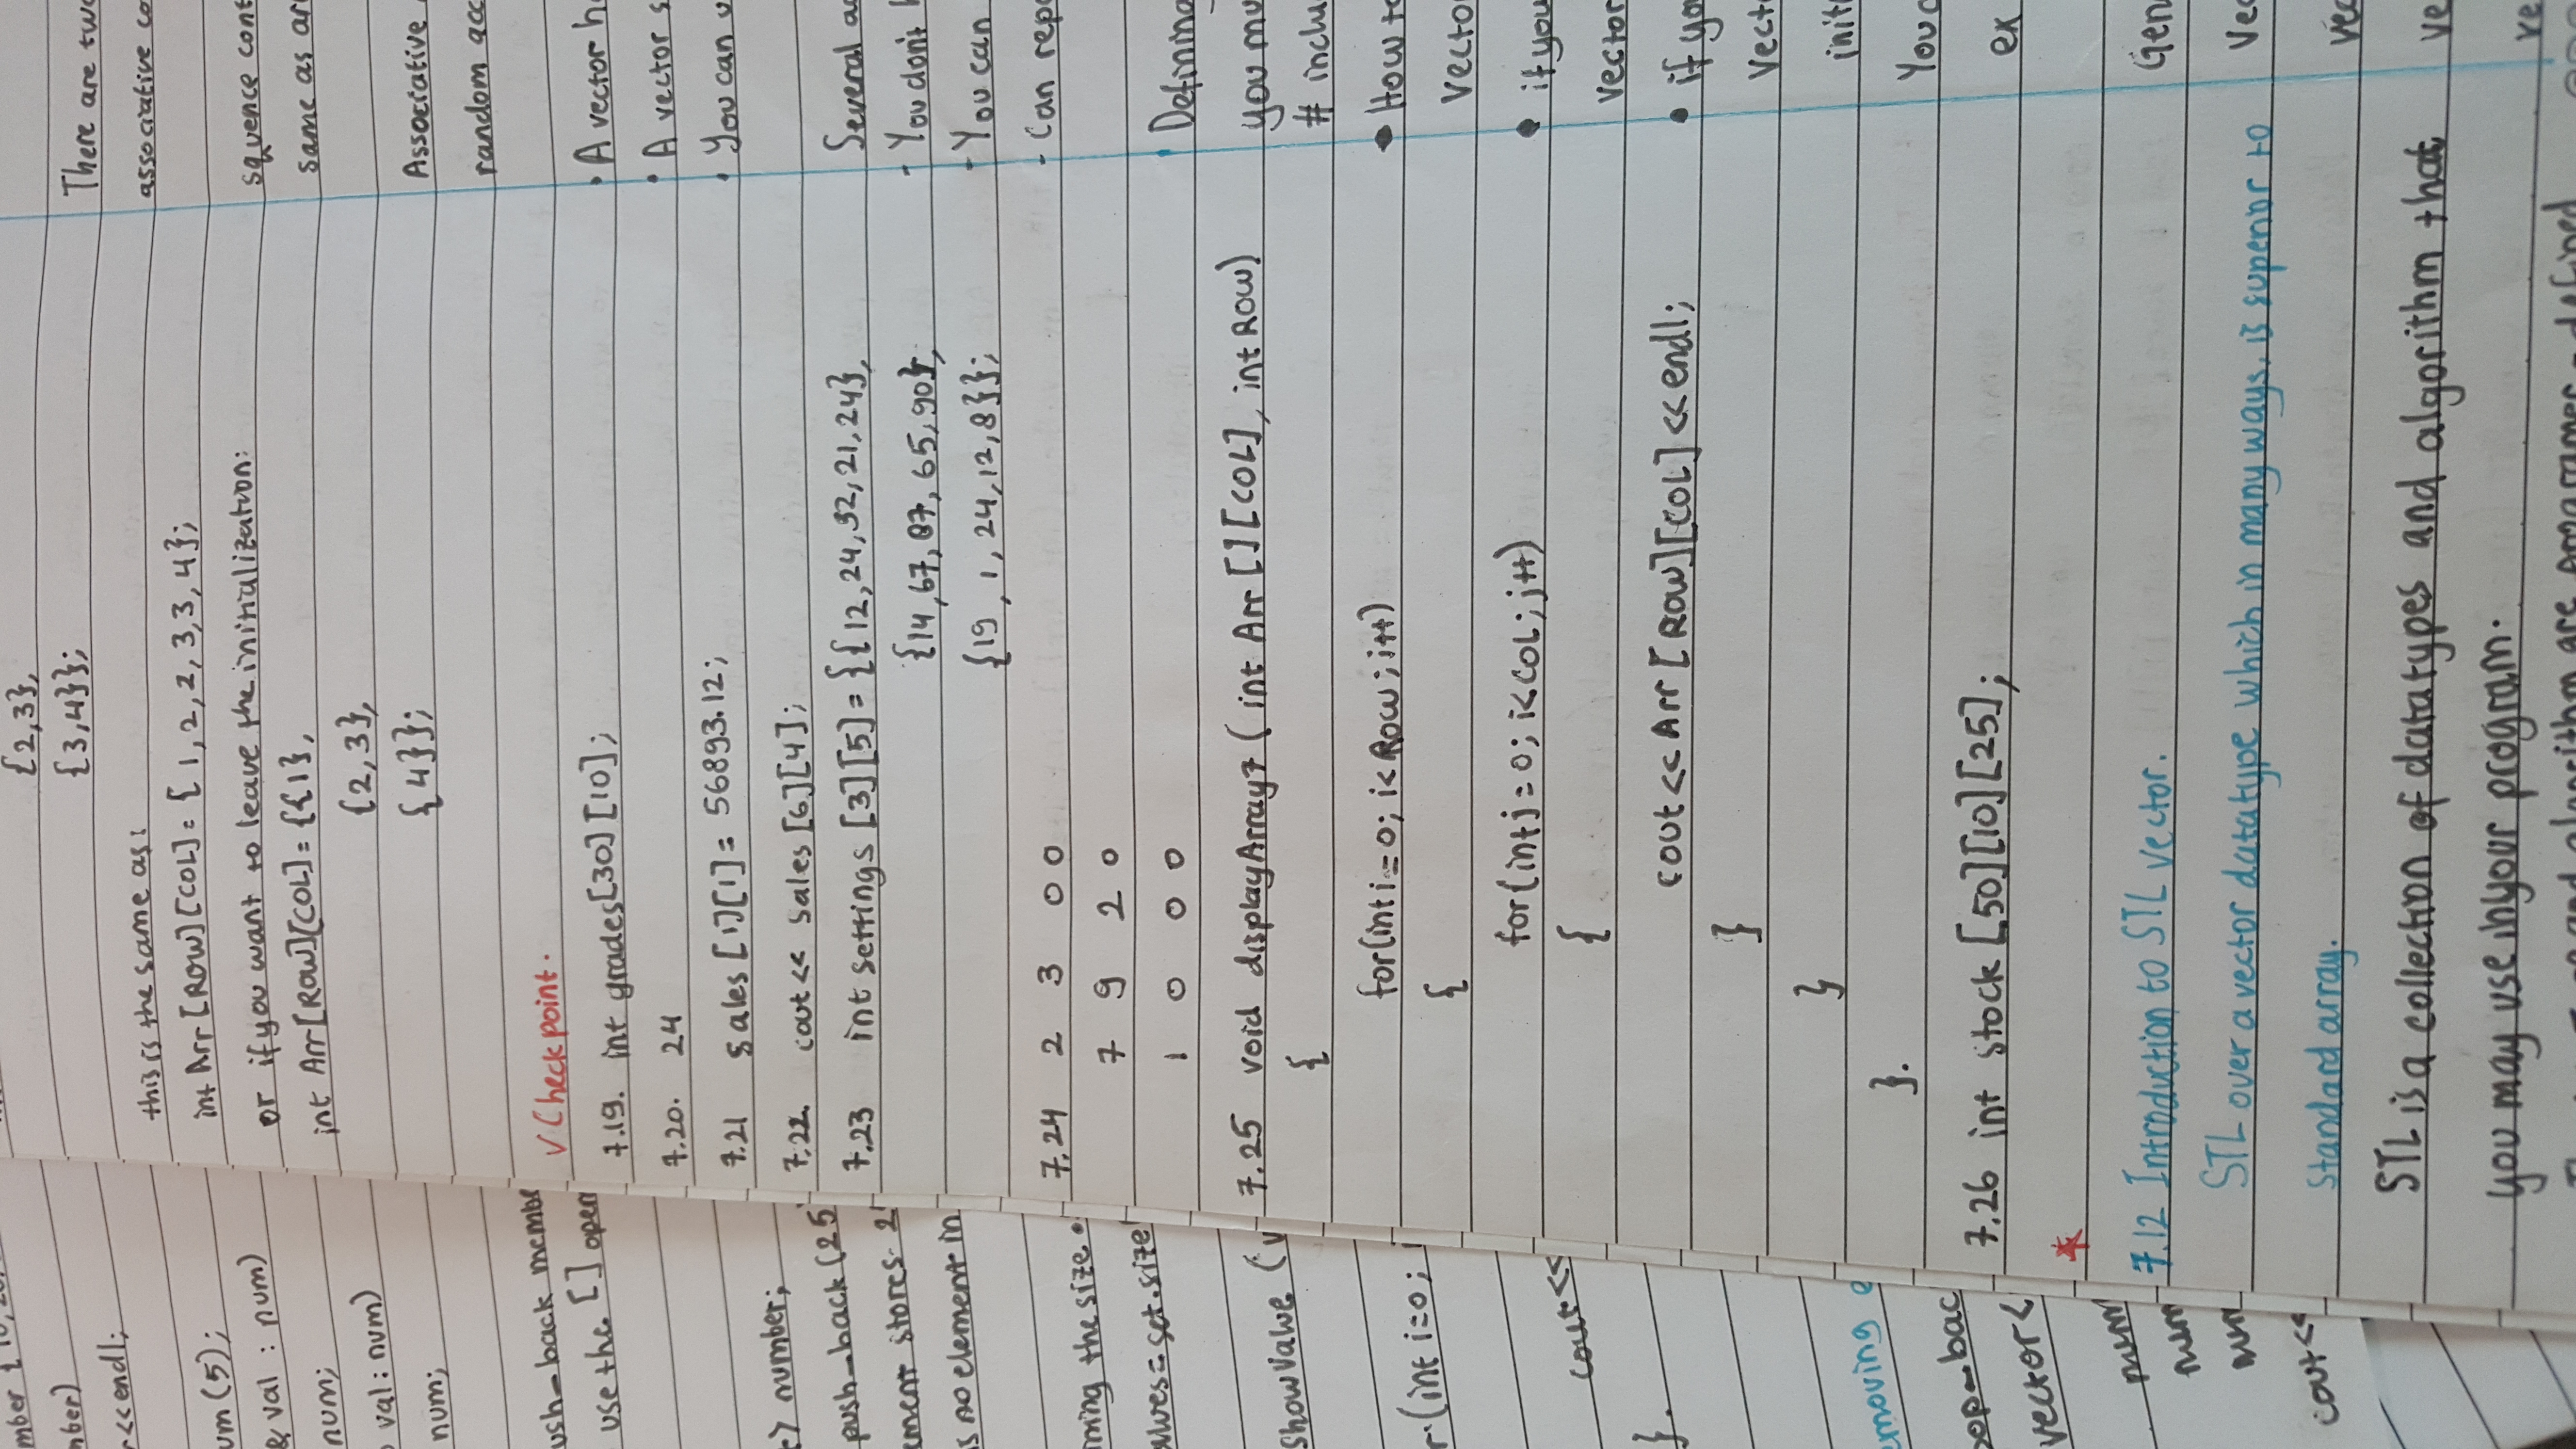 mber { 10, 20,
mber)
r<<endl;
um (5);
& val : num)
num;
val : num)
num;
ush_back membe
use the [ ] oper
t> number;
push_back (25
ement stores 2
is no element in
ming the size
alues = set.size
showvalue (v
r (int i=0;
cout<<
}.
emoving e
pop_bac
vector<
num
num
num
cout<<
{2,3},
{3,4}};
this is the same as:
int Arr [ROW][COL] = { 1, 2, 2, 3, 3, 4};
or if you want to leave the initialization:
int Arr[ROW][COL] = {{1},
{2,3},
{4}};
√ Checkpoint.
7.19. int grades[30][10];
7.20. 24
7.21 sales [1][1] = 56893.12;
7.22. cout<< sales [6][4];
7.23 int settings [3][5] = {{12,24,32,21,24},
{14,67,87,65,90},
{19, 1, 24, 12, 8}};
7.24 2 3 0 0
7 9 2 0
1 0 0 0
7.25 void displayArray7 ( int Arr [][COL], int Row)
{
for(int i=0; i<Row; i++)
{
for(int j=0; i<COL; j++)
{
cout<<Arr [ROW][COL] <<endl;
}
}
}.
7.26 int stock [50][10][25];
7.12 Introduction to STL vector.
STL over a vector datatype which in many ways, is superior to
standard array.
STL is a collection of datatypes and algorithm that
you may use in your program.
and algorithm are programmer-defined
There are two
associative co
squence cont
same as ar
Associative
random acc
• A vector h
• A vector s
• You can u
Several a
- You don't
- You can
- Can rep
Defining
you mu
# inclu
• How to
vecto
• if you
vector
• if yo
Vect
init
You c
ex
Gen
Vec
vec
ve
ve